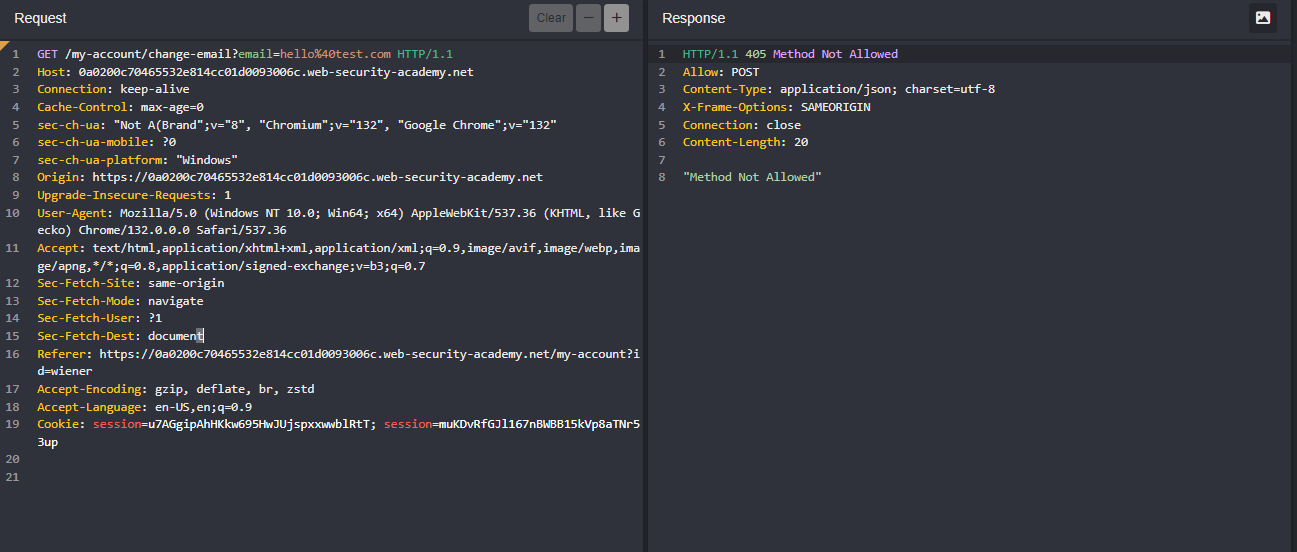 Request
Clear
−
+
1 GET /my-account/change-email?email=hello%40test.com HTTP/1.1
2 Host: 0a0200c70465532e814cc01d0093006c.web-security-academy.net
3 Connection: keep-alive
4 Cache-Control: max-age=0
5 sec-ch-ua: "Not A(Brand";v="8", "Chromium";v="132", "Google Chrome";v="132"
6 sec-ch-ua-mobile: ?0
7 sec-ch-ua-platform: "Windows"
8 Origin: https://0a0200c70465532e814cc01d0093006c.web-security-academy.net
9 Upgrade-Insecure-Requests: 1
10 User-Agent: Mozilla/5.0 (Windows NT 10.0; Win64; x64) AppleWebKit/537.36 (KHTML, like G
ecko) Chrome/132.0.0.0 Safari/537.36
11 Accept: text/html,application/xhtml+xml,application/xml;q=0.9,image/avif,image/webp,ima
ge/apng,*/*;q=0.8,application/signed-exchange;v=b3;q=0.7
12 Sec-Fetch-Site: same-origin
13 Sec-Fetch-Mode: navigate
14 Sec-Fetch-User: ?1
15 Sec-Fetch-Dest: document
16 Referer: https://0a0200c70465532e814cc01d0093006c.web-security-academy.net/my-account?i
d=wiener
17 Accept-Encoding: gzip, deflate, br, zstd
18 Accept-Language: en-US,en;q=0.9
19 Cookie: session=u7AGgipAhHKkw695HwJUjspxxwwblRtT; session=muKDvRfGJl167nBWBB15kVp8aTNr5
3up
20
21
Response
1 HTTP/1.1 405 Method Not Allowed
2 Allow: POST
3 Content-Type: application/json; charset=utf-8
4 X-Frame-Options: SAMEORIGIN
5 Connection: close
6 Content-Length: 20
7
8 "Method Not Allowed"